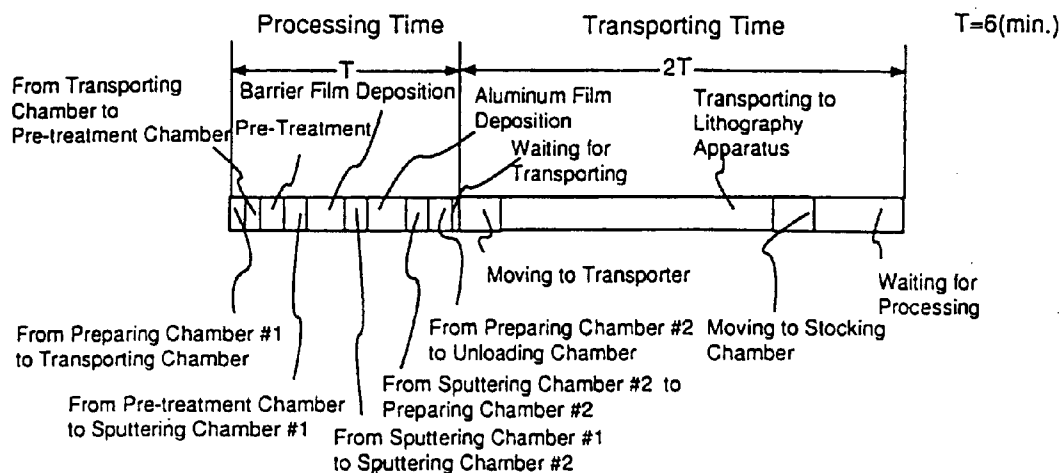 Processing Time
Transporting Time
T=6(min.)
T
2T
From Transporting
Chamber to
Pre-treatment Chamber
Barrier Film Deposition
Pre-Treatment
Aluminum Film
Deposition
Waiting for
Transporting
Transporting to
Lithography
Apparatus
Moving to Transporter
Waiting for
Processing
From Preparing Chamber #1
to Transporting Chamber
From Preparing Chamber #2
to Unloading Chamber
Moving to Stocking
Chamber
From Pre-treatment Chamber
to Sputtering Chamber #1
From Sputtering Chamber #2 to
Preparing Chamber #2
From Sputtering Chamber #1
to Sputtering Chamber #2